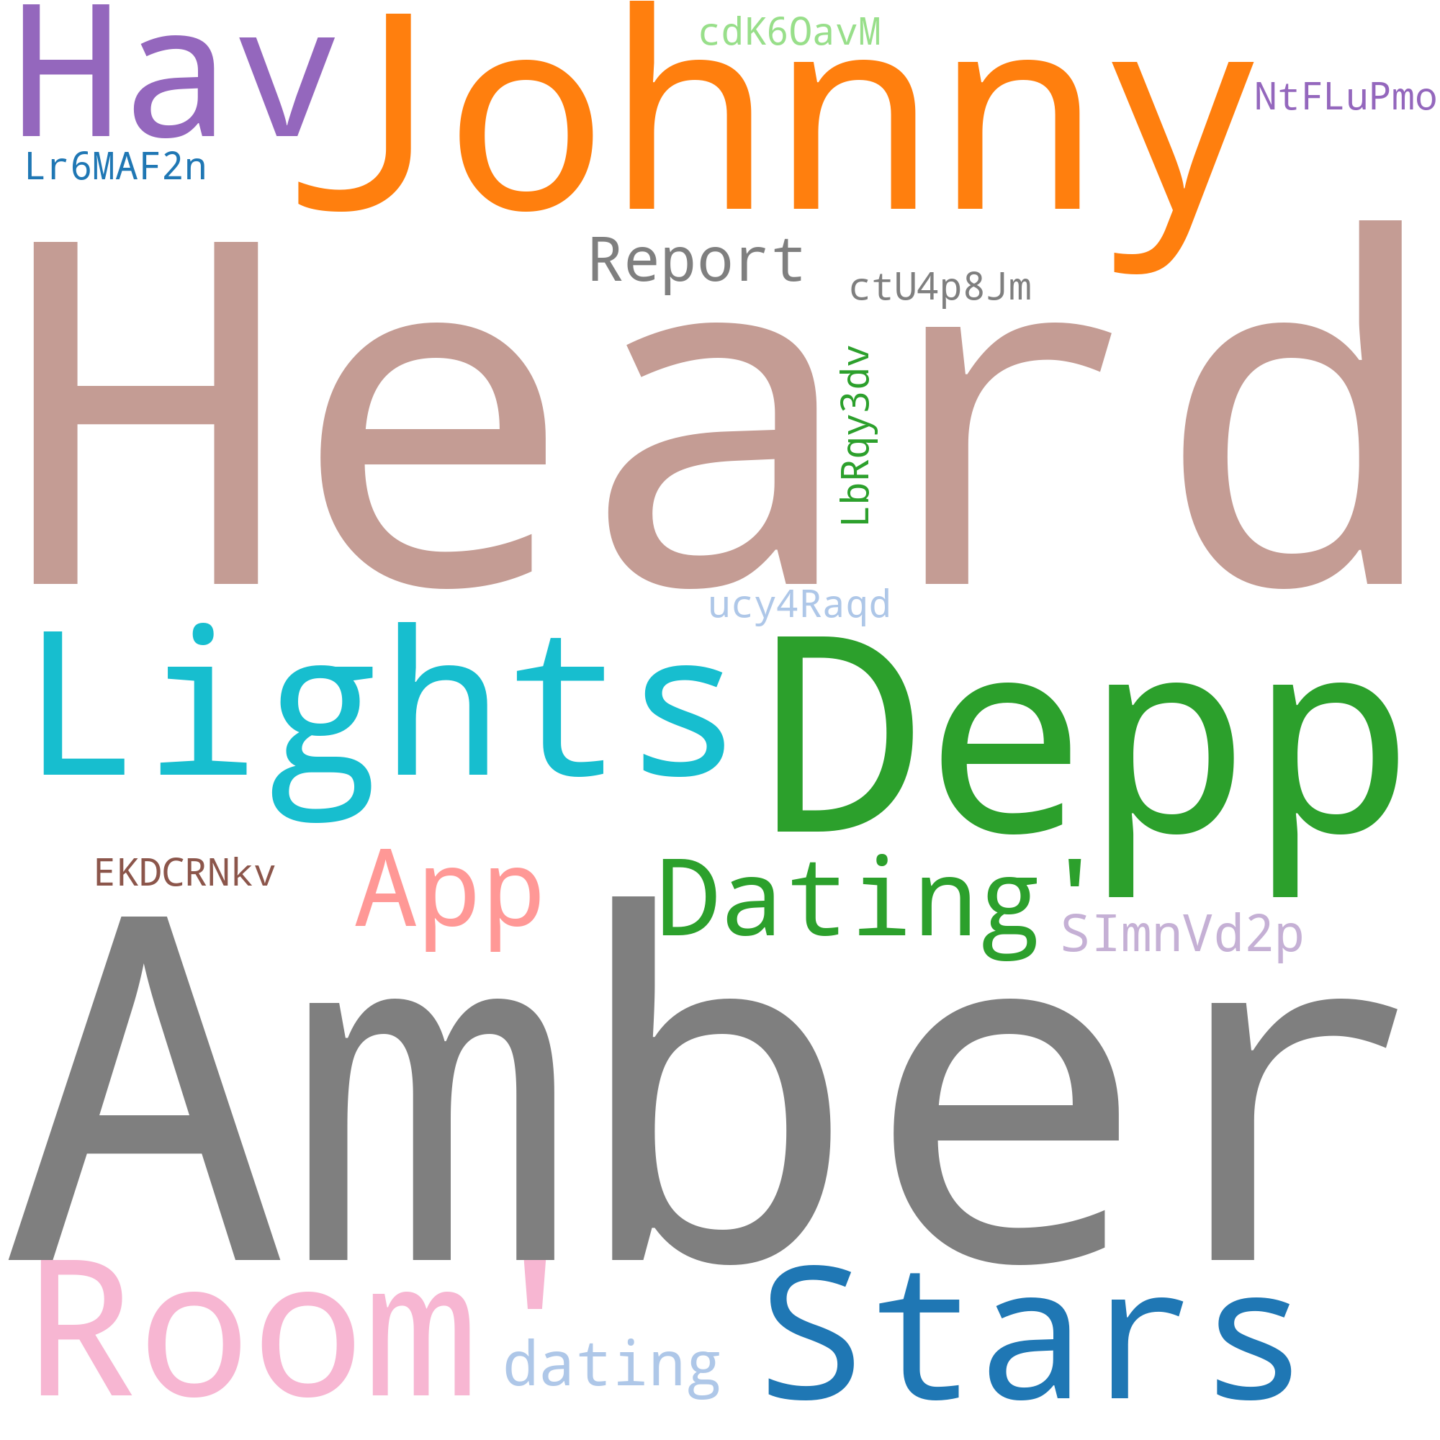 Hav
Johnny
cdK6OavM
NtFLuPmo
Lr6MAF2n
Report
ctU4p8Jm
Heard
LbRqy3dv
ucy4Raqd
Lights
Depp
EKDCRNkv
App
Dating'
SImnVd2p
Amber
Room'
dating
Stars